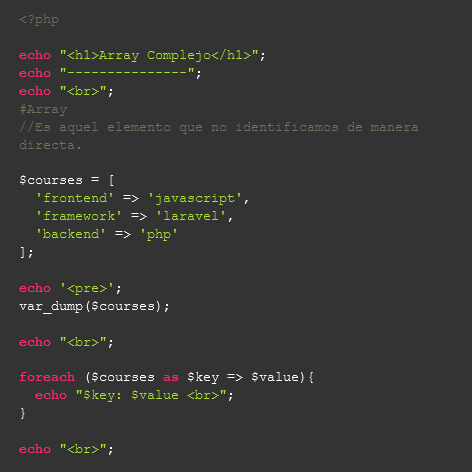 <?php
echo "<h1>Array Complejo</h1>";
echo "---------------";
echo "<br>";
#Array
//Es aquel elemento que no identificamos de manera
directa.
$courses = [
  'frontend' => 'javascript',
  'framework' => 'laravel',
  'backend' => 'php'
];
echo '<pre>';
var_dump($courses);
echo "<br>";
foreach ($courses as $key => $value){
  echo "$key: $value <br>";
}
echo "<br>";